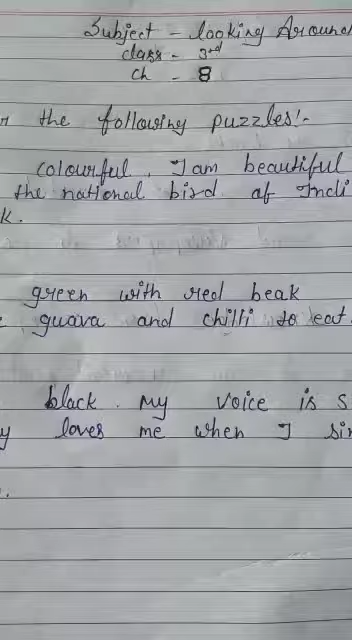 Subject - looking Around
class - 3rd
ch - 8
the following puzzles!-
colourful. I am beautiful
the national bird of Indi
k.
green with red beak
guava and chilli to eat.
black. My voice is s
y loves me when I sin